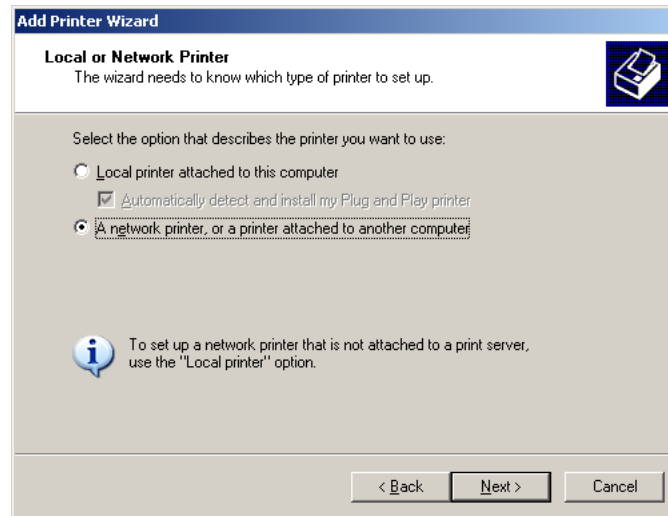 Add Printer Wizard
Local or Network Printer
The wizard needs to know which type of printer to set up.
Select the option that describes the printer you want to use:
Local printer attached to this computer
Automatically detect and install my Plug and Play printer
A network printer, or a printer attached to another computer
To set up a network printer that is not attached to a print server,
use the "Local printer" option.
< Back Next > Cancel